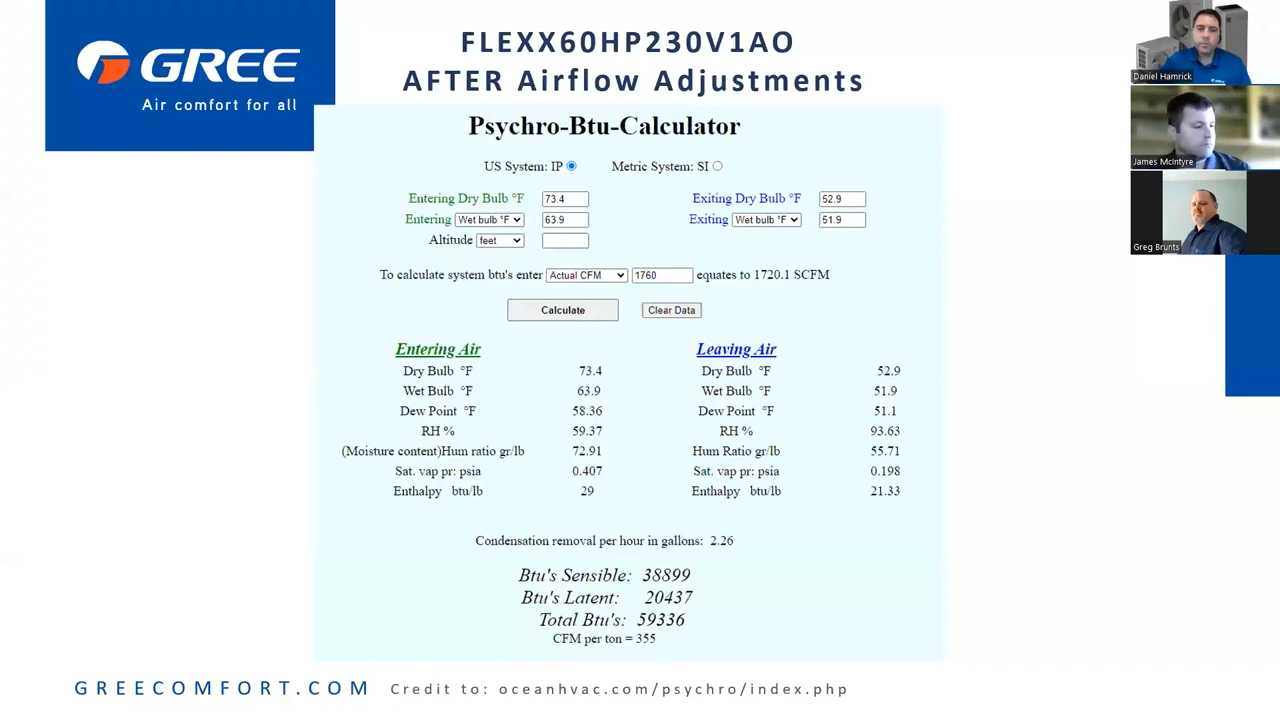 GREE
Air comfort for all
FLEXX60HP230V1AO
AFTER Airflow Adjustments
Psychro-Btu-Calculator
US System: IP Metric System: SI
Entering Dry Bulb °F 73.4 Exiting Dry Bulb °F 52.9
Entering Wet bulb °F 63.9 Exiting Wet bulb °F 51.9
Altitude feet
To calculate system btu's enter Actual CFM 1760 equates to 1720.1 SCFM
Calculate Clear Data
Entering Air Leaving Air
Dry Bulb °F 73.4 Dry Bulb °F 52.9
Wet Bulb °F 63.9 Wet Bulb °F 51.9
Dew Point °F 58.36 Dew Point °F 51.1
RH % 59.37 RH % 93.63
(Moisture content)Hum ratio gr/lb 72.91 Hum Ratio gr/lb 55.71
Sat. vap pr: psia 0.407 Sat. vap pr: psia 0.198
Enthalpy btu/lb 29 Enthalpy btu/lb 21.33
Condensation removal per hour in gallons: 2.26
Btu's Sensible: 38899
Btu's Latent: 20437
Total Btu's: 59336
CFM per ton = 355
GREECOMFORT.COM Credit to: oceanhvac.com/psychro/index.php
Daniel Hamrick
James McIntyre
Greg Brunts